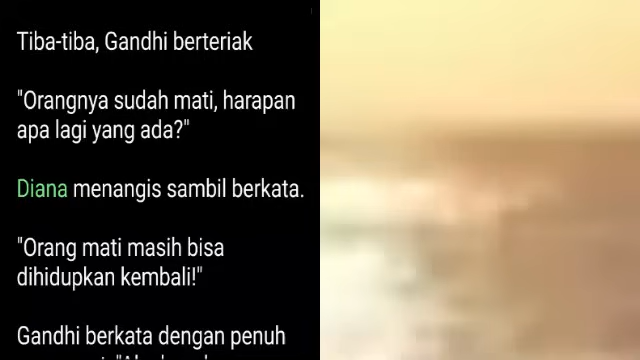 Tiba-tiba, Gandhi berteriak
"Orangnya sudah mati, harapan
apa lagi yang ada?"
Diana menangis sambil berkata.
"Orang mati masih bisa
dihidupkan kembali!"
Gandhi berkata dengan penuh